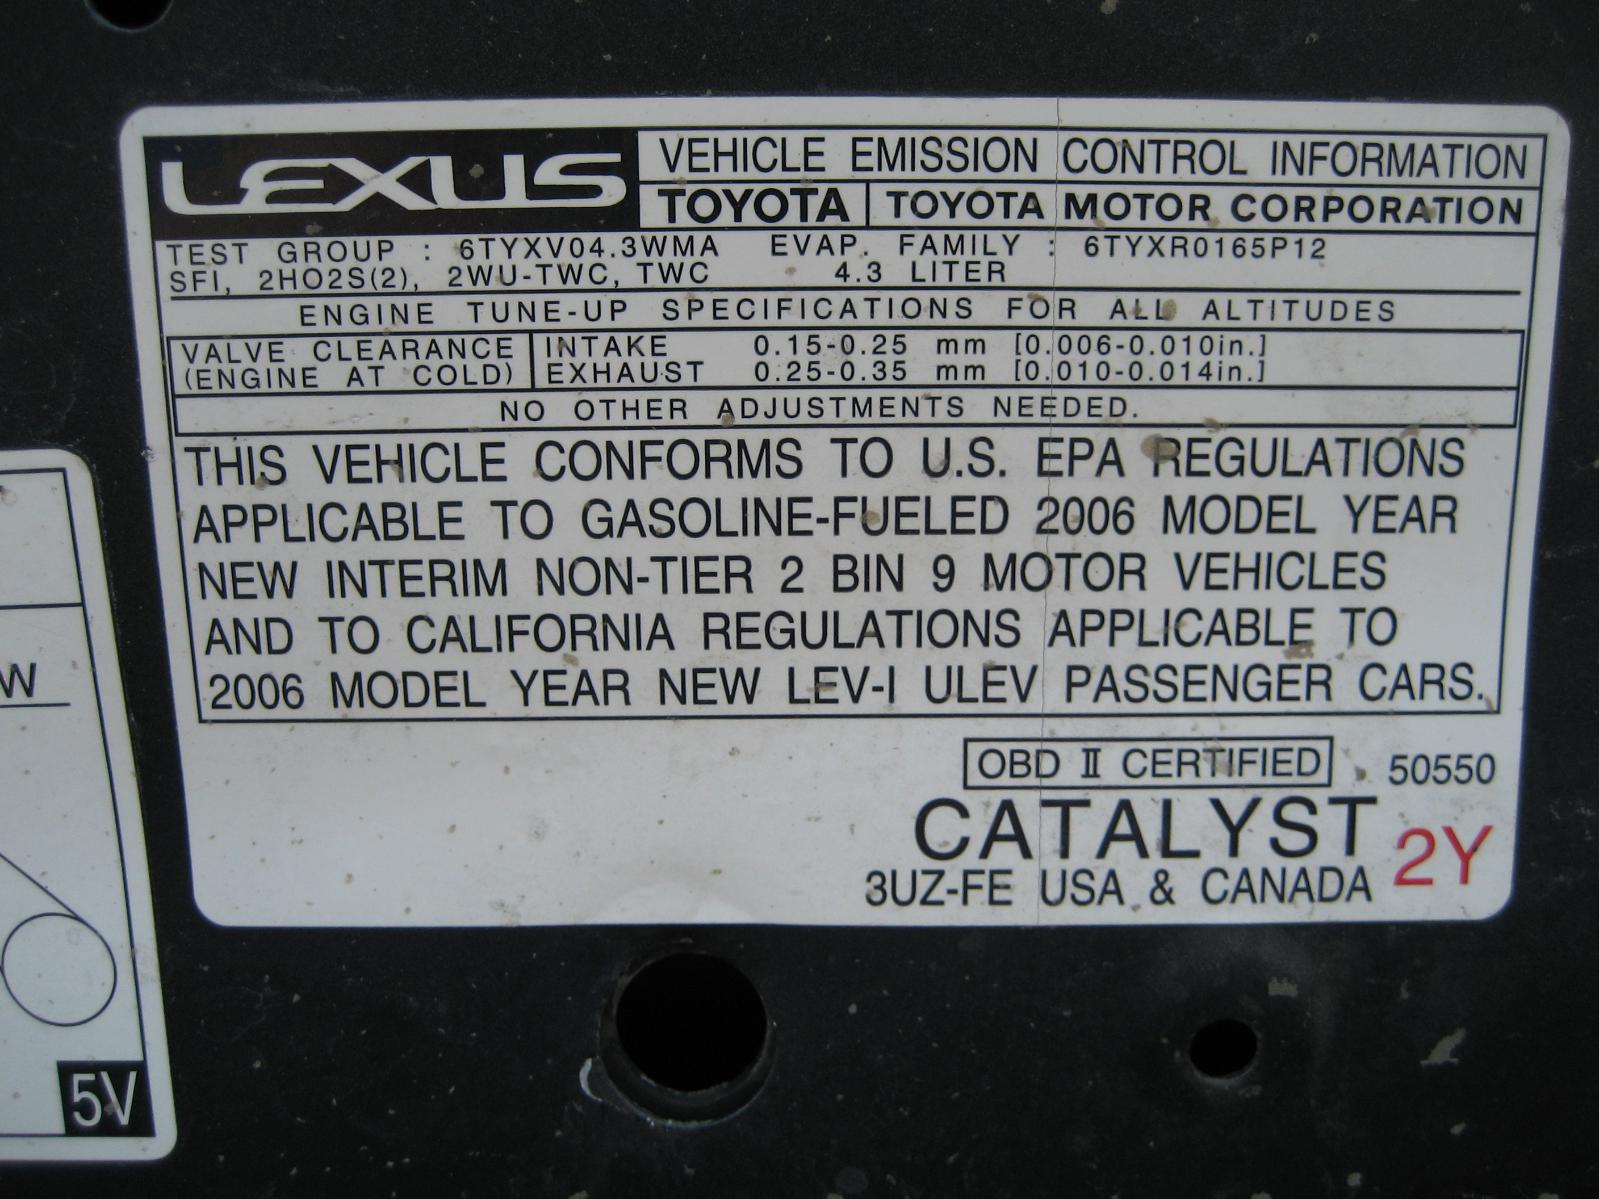 LEXUS VEHICLE EMISSION CONTROL INFORMATION
TOYOTA TOYOTA MOTOR CORPORATION
TEST GROUP : 6TYXV04.3WMA EVAP. FAMILY : 6TYXR0165P12
SFI, 2HO2S(2), 2WU-TWC, TWC 4.3 LITER
ENGINE TUNE-UP SPECIFICATIONS FOR ALL ALTITUDES
VALVE CLEARANCE INTAKE 0.15-0.25 mm [0.006-0.010in.]
(ENGINE AT COLD) EXHAUST 0.25-0.35 mm [0.010-0.014in.]
NO OTHER ADJUSTMENTS NEEDED.
THIS VEHICLE CONFORMS TO U.S. EPA REGULATIONS
APPLICABLE TO GASOLINE-FUELED 2006 MODEL YEAR
NEW INTERIM NON-TIER 2 BIN 9 MOTOR VEHICLES
AND TO CALIFORNIA REGULATIONS APPLICABLE TO
2006 MODEL YEAR NEW LEV-I ULEV PASSENGER CARS.
OBD II CERTIFIED 50550
CATALYST 2Y
3UZ-FE USA & CANADA
W
5V